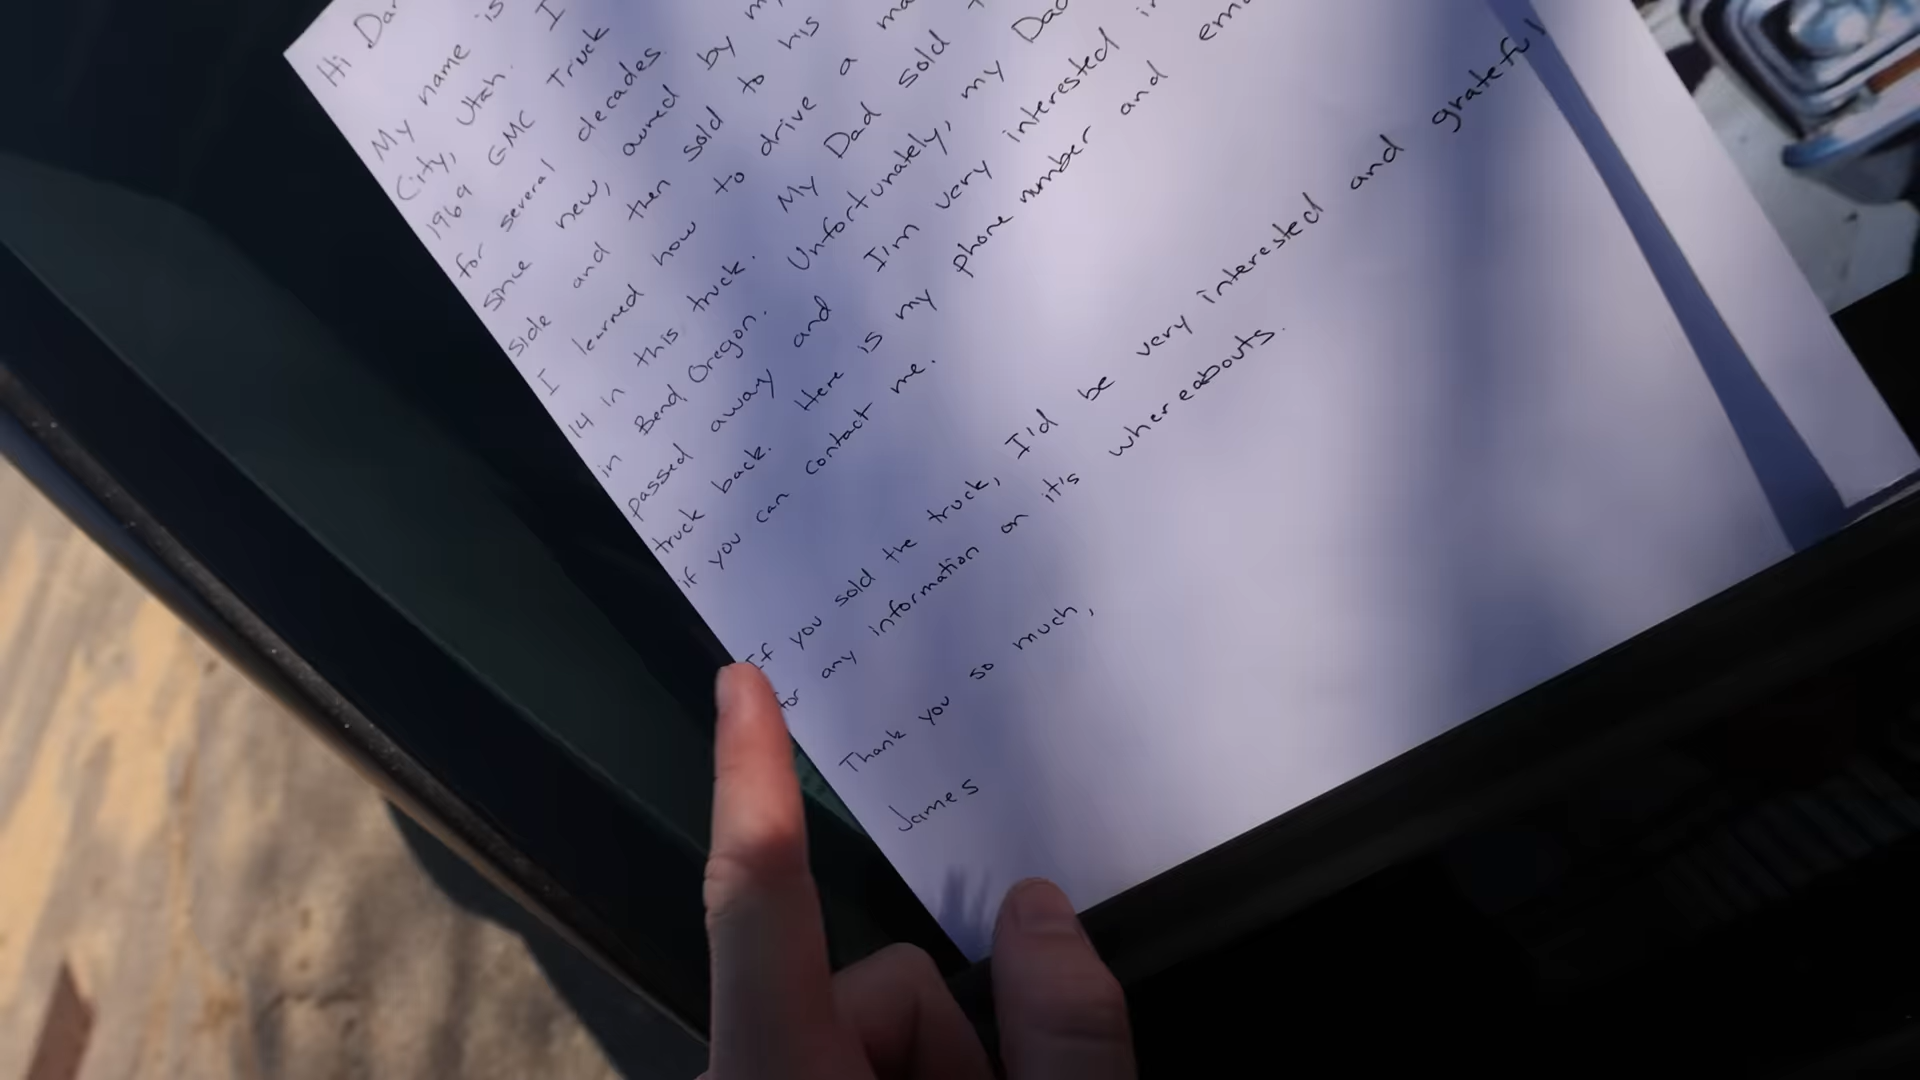 Hi
My name is
City, Utah. I
1969 GMC Truck
for several decades.
since new, owned by
side and then sold to his
I learned how to drive a
14 in this truck. My Dad sold
in Bend, Oregon. Unfortunately, my Dad
passed away and I'm very interested
truck back. Here is my phone number and
if you can contact me.
If you sold the truck, I'd be very interested and grateful
for any information on it's whereabouts.
Thank you so much,
James